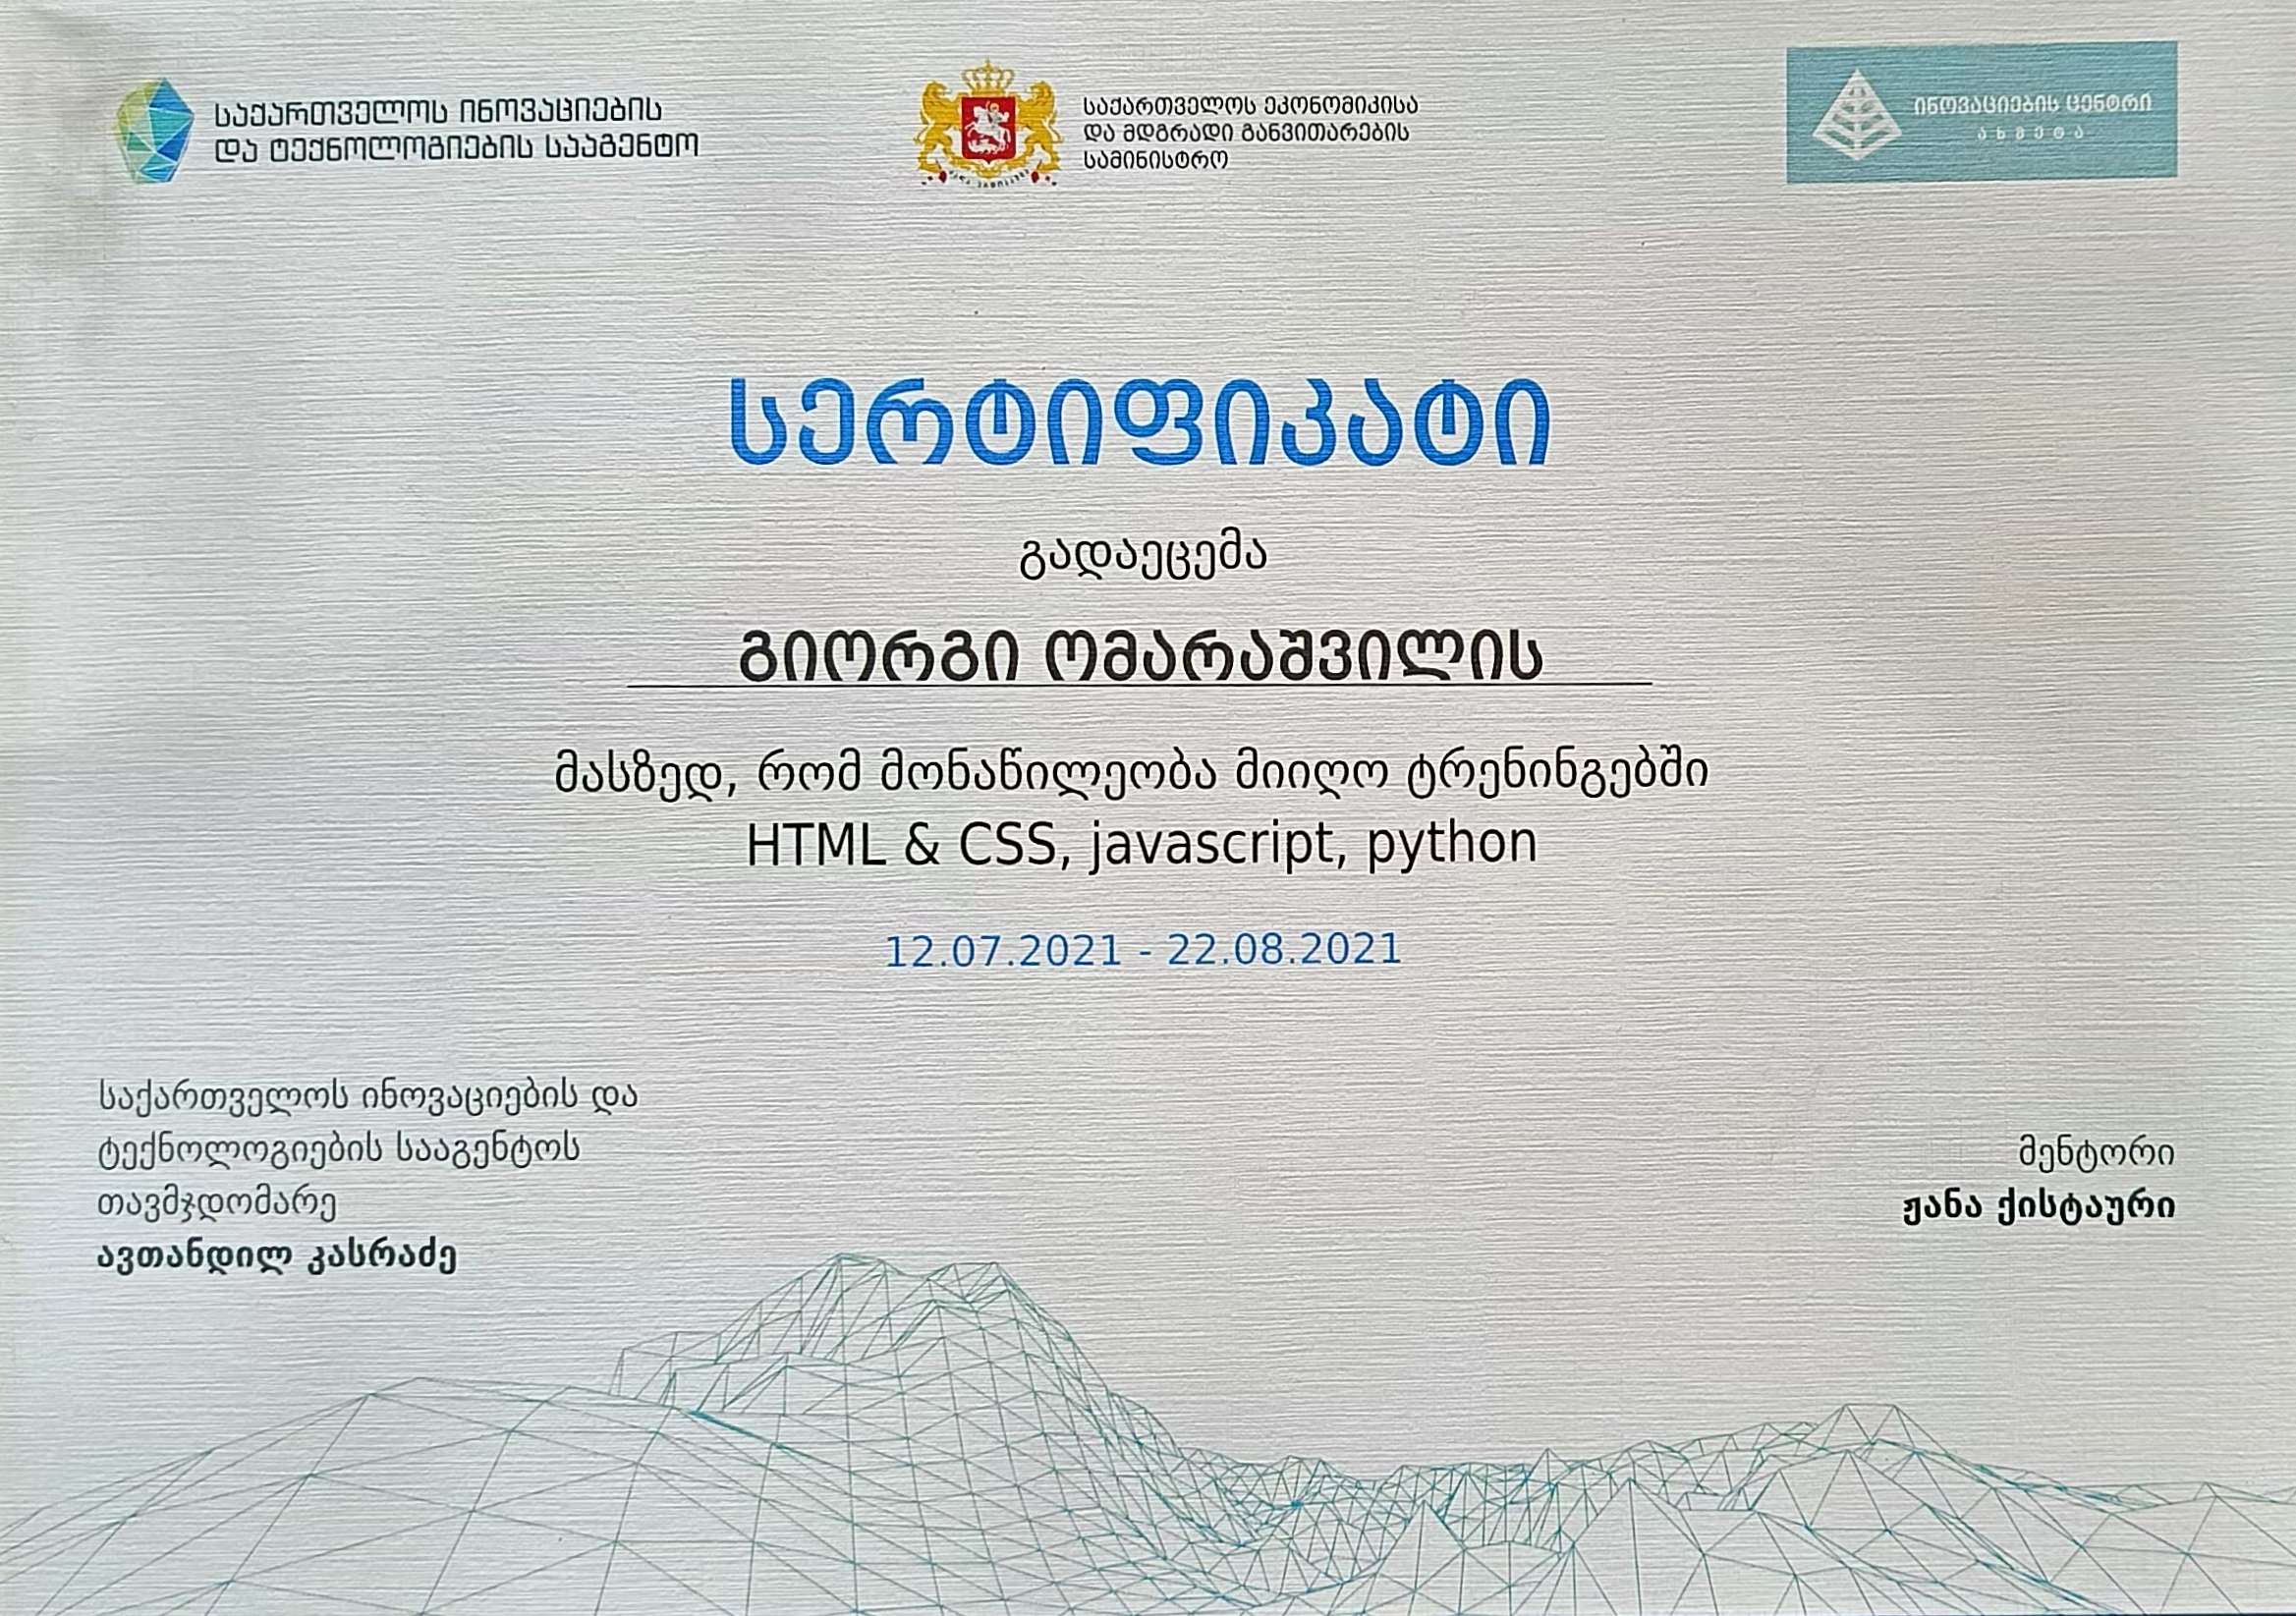 საქართველოს ინოვაციების
და ტექნოლოგიების სააგენტო
საქართველოს ეკონომიკისა
და მდგრადი განვითარების
სამინისტრო
ინოვაციების ცენტრი
ახმეტა
სერტიფიკატი
გადაეცემა
გიორგი ომარაშვილის
მასზედ, რომ მონაწილეობა მიიღო ტრენინგებში
HTML & CSS, javascript, python
12.07.2021 - 22.08.2021
საქართველოს ინოვაციების და
ტექნოლოგიების სააგენტოს
თავმჯდომარე
ავთანდილ კასრაძე
მენტორი
ჟანა ქისტაური